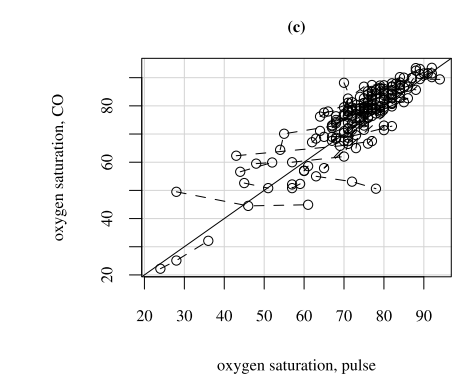 (c)
oxygen saturation, CO
80
60
40
20
20 30 40 50 60 70 80 90
oxygen saturation, pulse